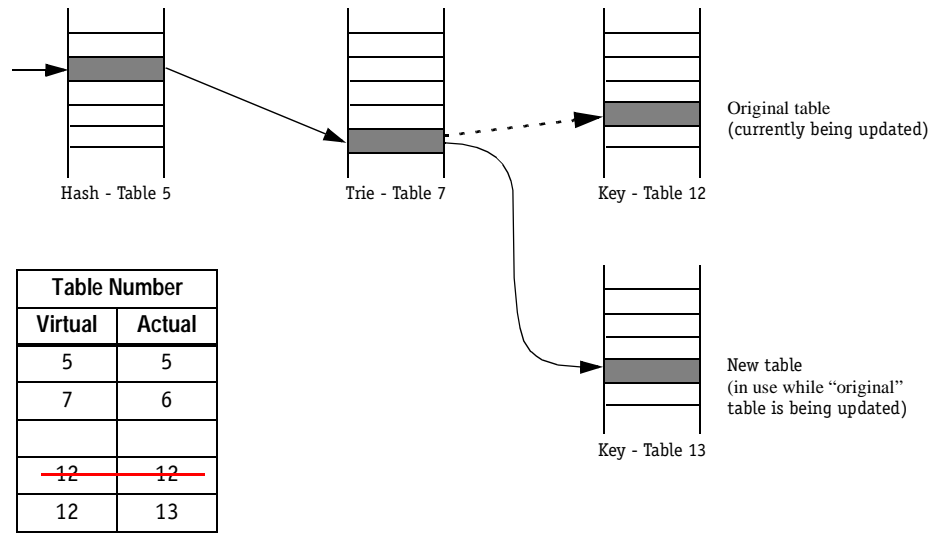 Original table
(currently being updated)
Hash - Table 5
Trie - Table 7
Key - Table 12
Table Number
Virtual Actual
5 5
7 6
12 12
12 13
New table
(in use while “original”
table is being updated)
Key - Table 13